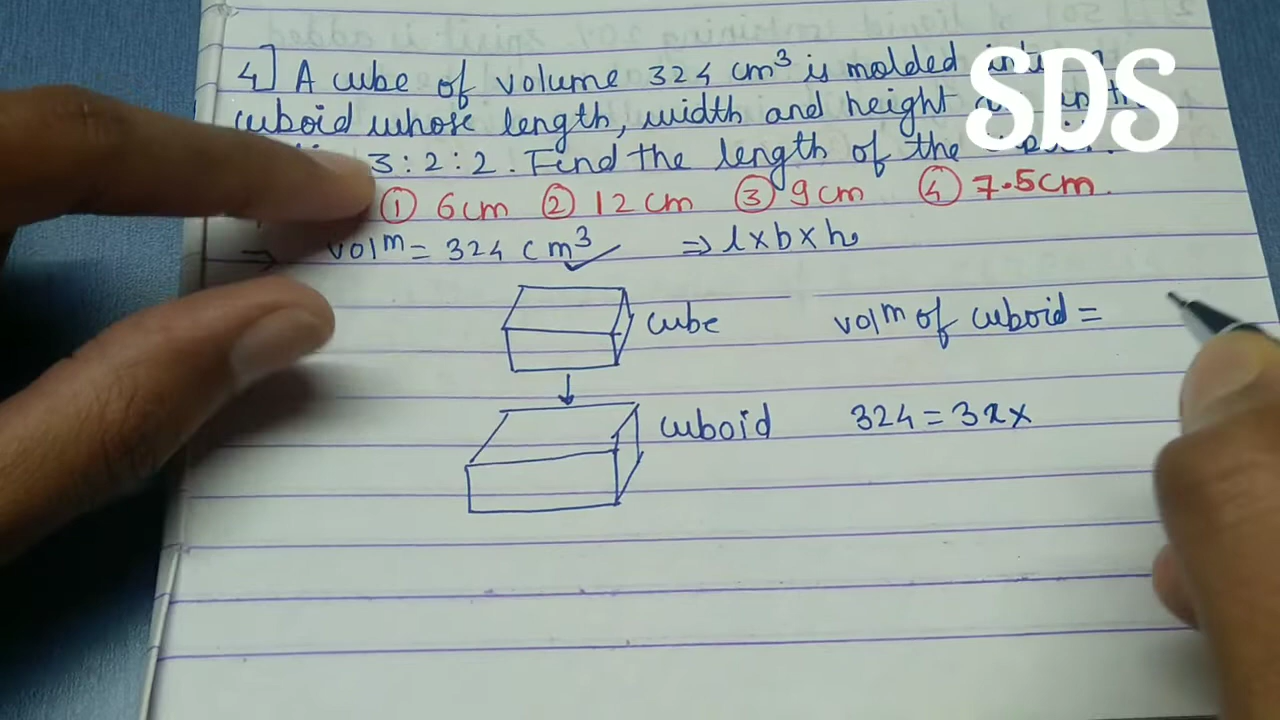 4] A cube of volume 324 cm³ is molded
SDS
cuboid whose length, width and height
3:2:2. Find the length of the
① 6cm ② 12cm ③ 9cm ④ 7.5cm.
⇒ volᵐ = 324 cm³ ⇒ l×b×h
cube
volᵐ of cuboid =
cuboid
324 = 3x×